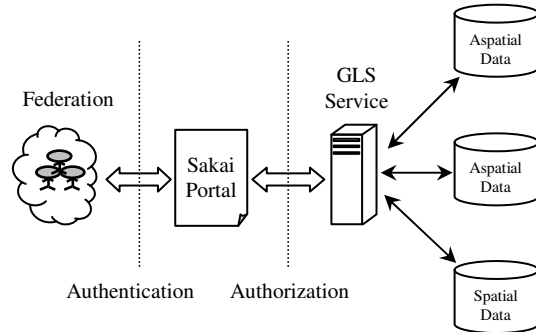 Federation
Sakai
Portal
GLS
Service
Aspatial
Data
Aspatial
Data
Spatial
Data
Authentication
Authorization